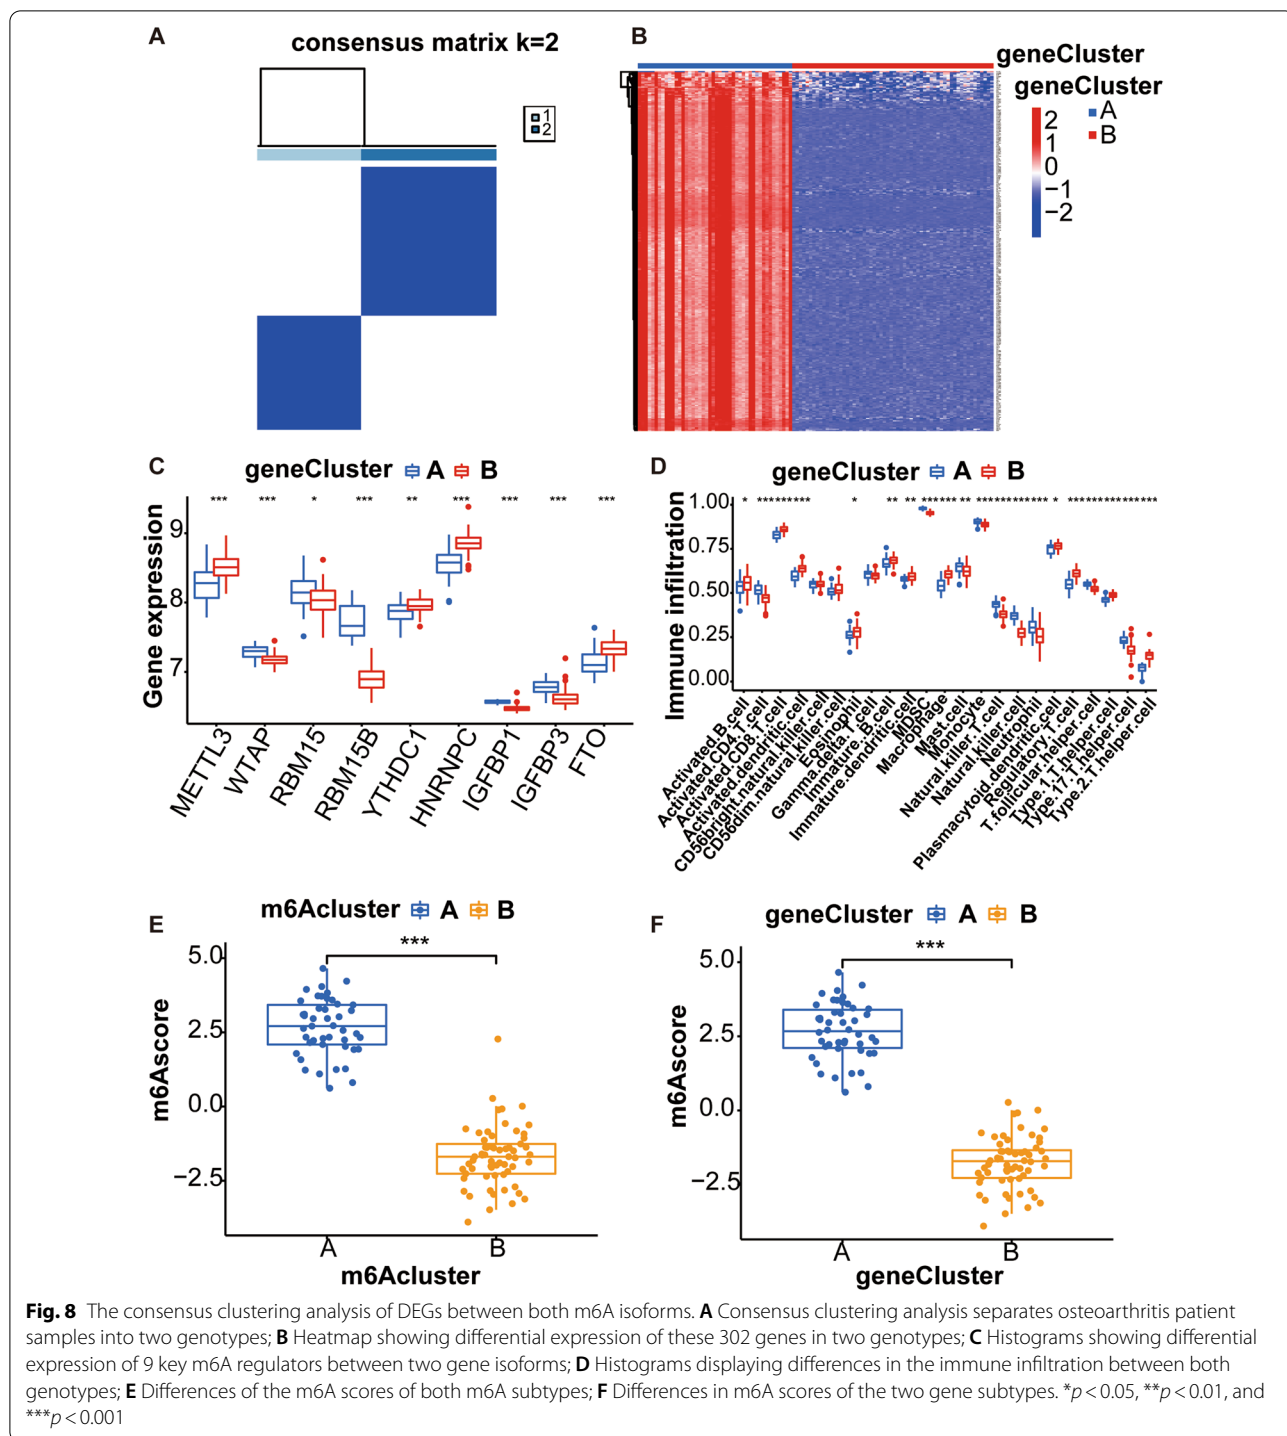 A
consensus matrix k=2
1
2
B
geneCluster
geneCluster
2
1
0
−1
−2
A
B
C
geneCluster A B
*** *** * *** ** *** *** *** ***
Gene expression
9
8
7
METTL3
WTAP
RBM15
RBM15B
YTHDC1
HNRNPC
IGFBP1
IGFBP3
FTO
D
geneCluster A B
Immune infiltration
1.00
0.75
0.50
0.25
0.00
Activated.B.cell
Activated.CD4.T.cell
Activated.CD8.T.cell
Activated.dendritic.cell
CD56bright.natural.killer.cell
CD56dim.natural.killer.cell
Eosinophil
Gamma.delta.T.cell
Immature..B.cell
Immature.dendritic.cell
MDSC
Macrophage
Mast.cell
Monocyte
Natural.killer.T.cell
Natural.killer.cell
Neutrophil
Plasmacytoid.dendritic.cell
Regulatory.T.cell
T.follicular.helper.cell
Type.1.T.helper.cell
Type.17.T.helper.cell
Type.2.T.helper.cell
E
m6Acluster A B
***
m6Ascore
5.0
2.5
0.0
−2.5
A
B
m6Acluster
F
geneCluster A B
***
m6Ascore
5.0
2.5
0.0
−2.5
A
B
geneCluster
Fig. 8 The consensus clustering analysis of DEGs between both m6A isoforms. A Consensus clustering analysis separates osteoarthritis patient
samples into two genotypes; B Heatmap showing differential expression of these 302 genes in two genotypes; C Histograms showing differential
expression of 9 key m6A regulators between two gene isoforms; D Histograms displaying differences in the immune infiltration between both
genotypes; E Differences of the m6A scores of both m6A subtypes; F Differences in m6A scores of the two gene subtypes. *p < 0.05, **p < 0.01, and
***p < 0.001